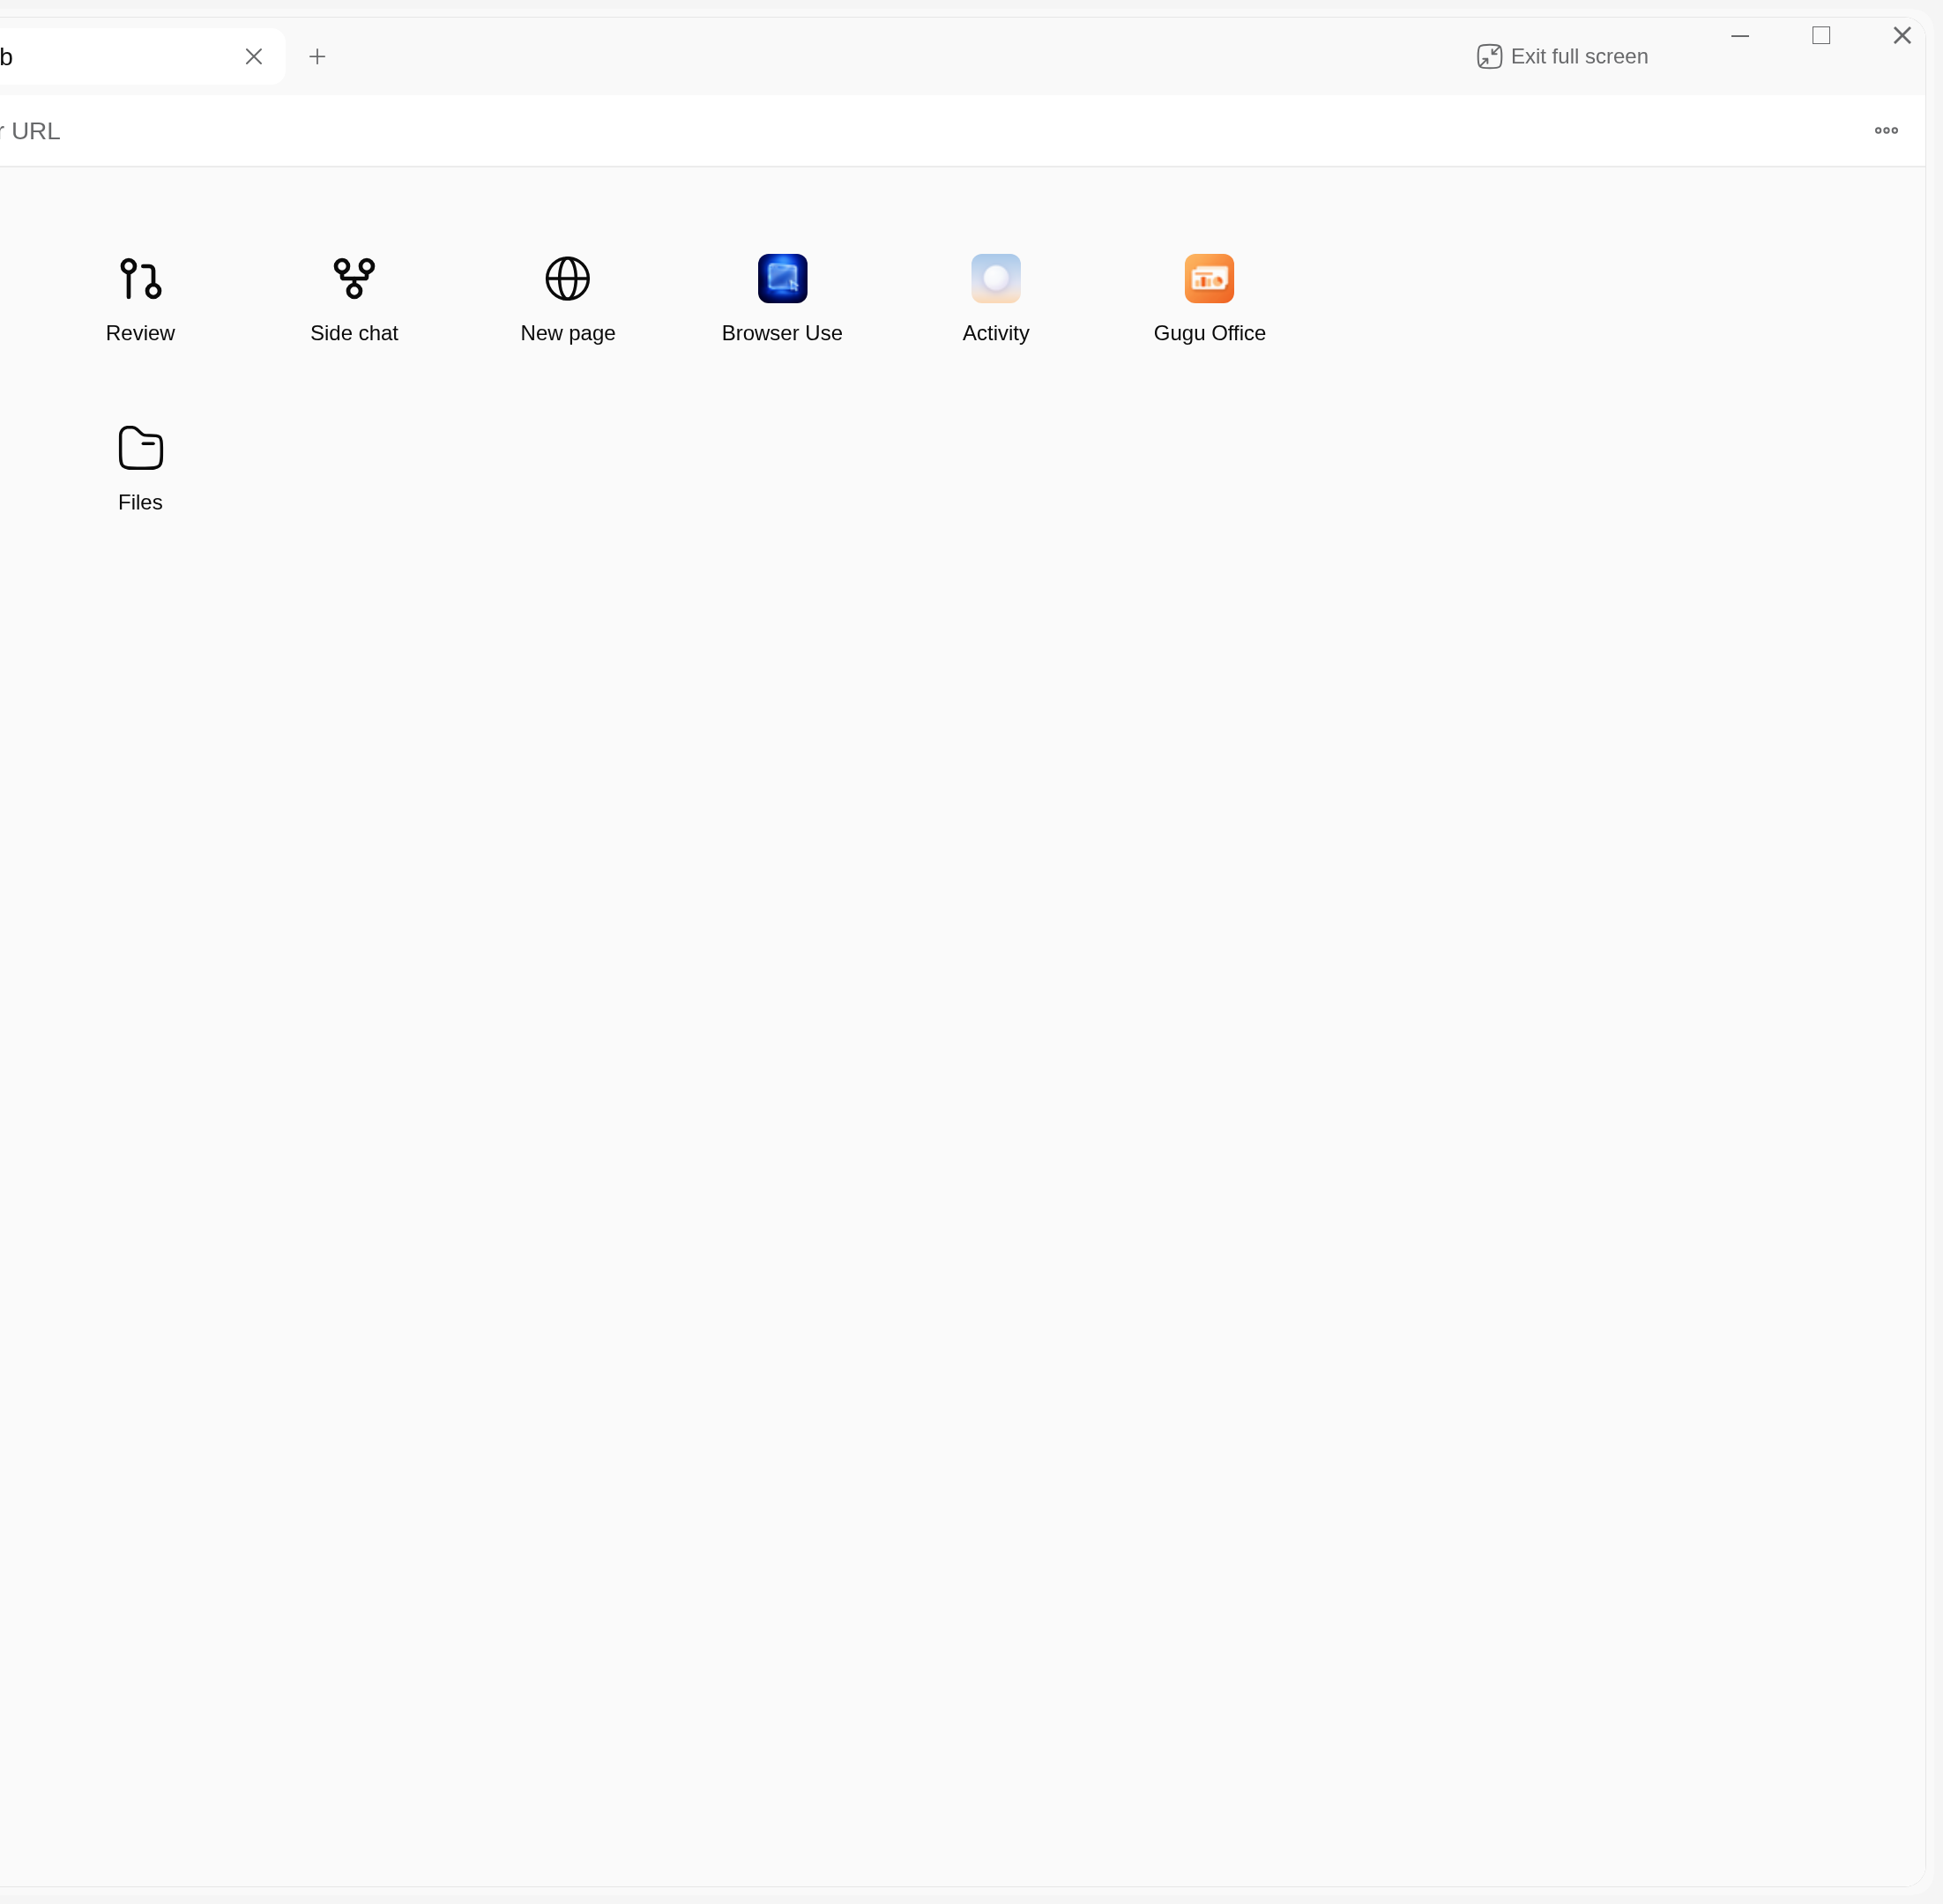 b
Exit full screen
r URL
Review
Side chat
New page
Browser Use
Activity
Gugu Office
Files